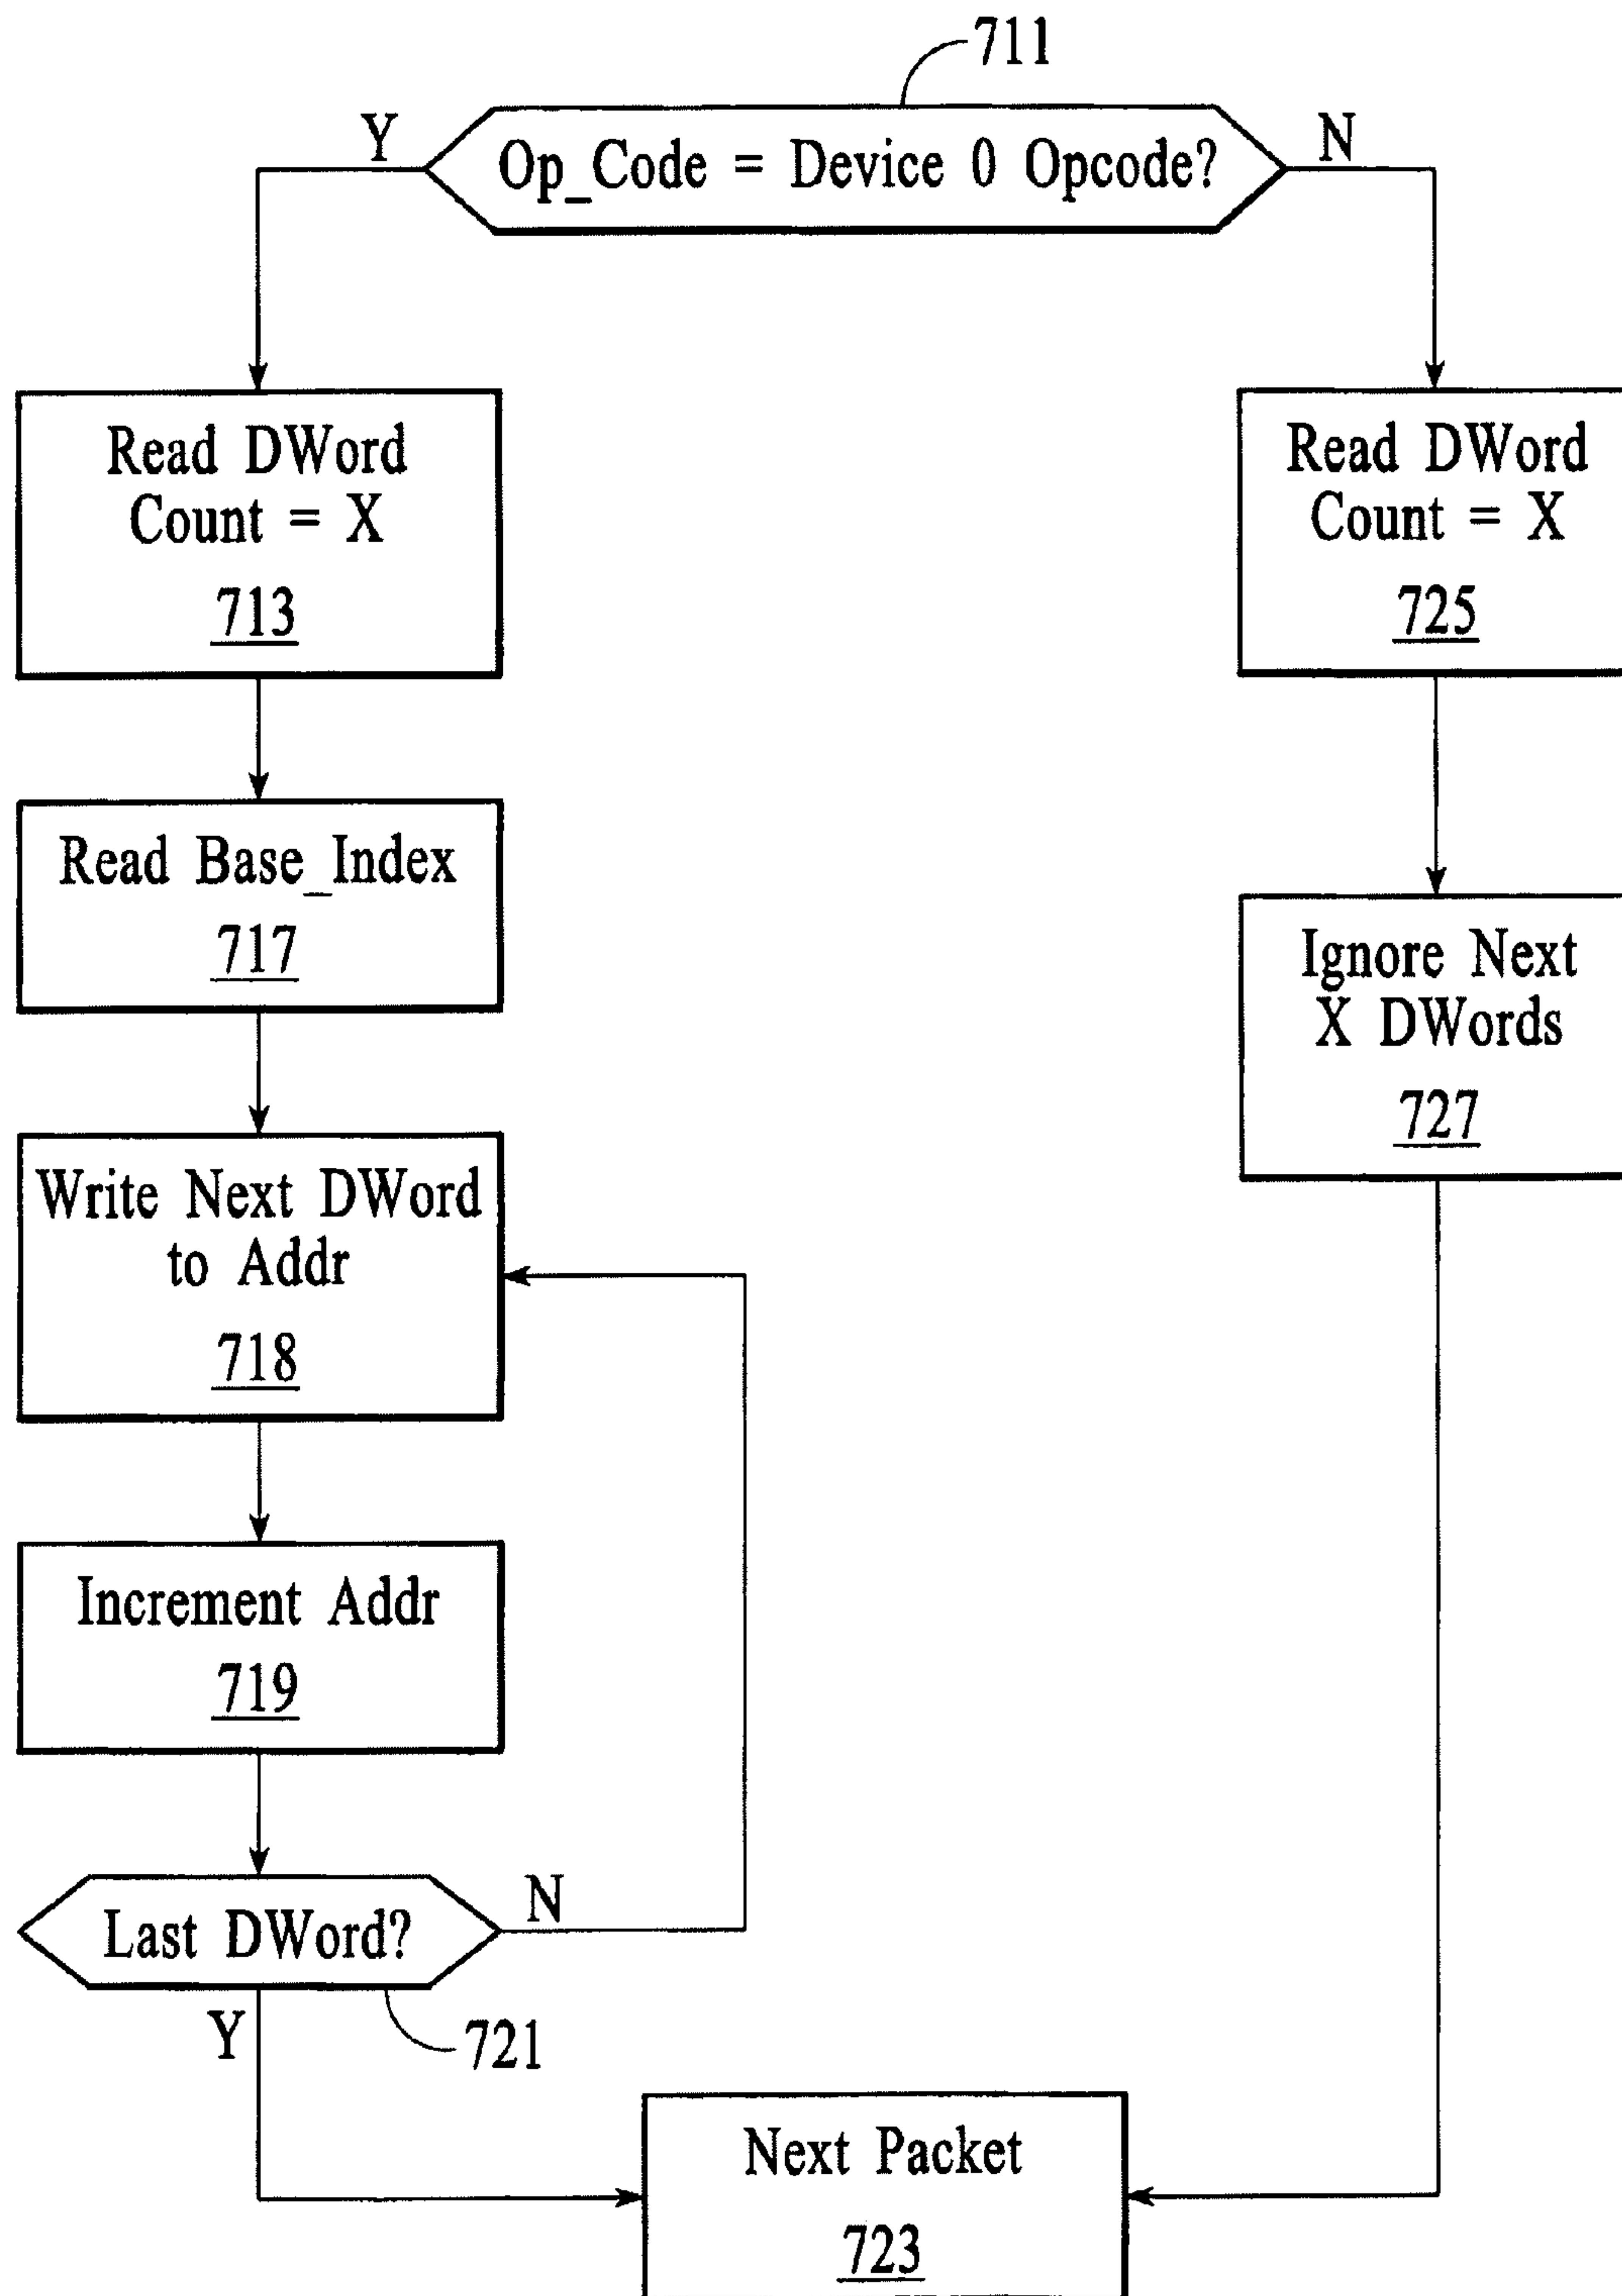 711
Y
Op_Code = Device 0 Opcode?
N
Read DWord
Count = X
713
Read DWord
Count = X
725
Read Base_Index
717
Ignore Next
X DWords
727
Write Next DWord
to Addr
718
Increment Addr
719
Last DWord?
N
Y
721
Next Packet
723